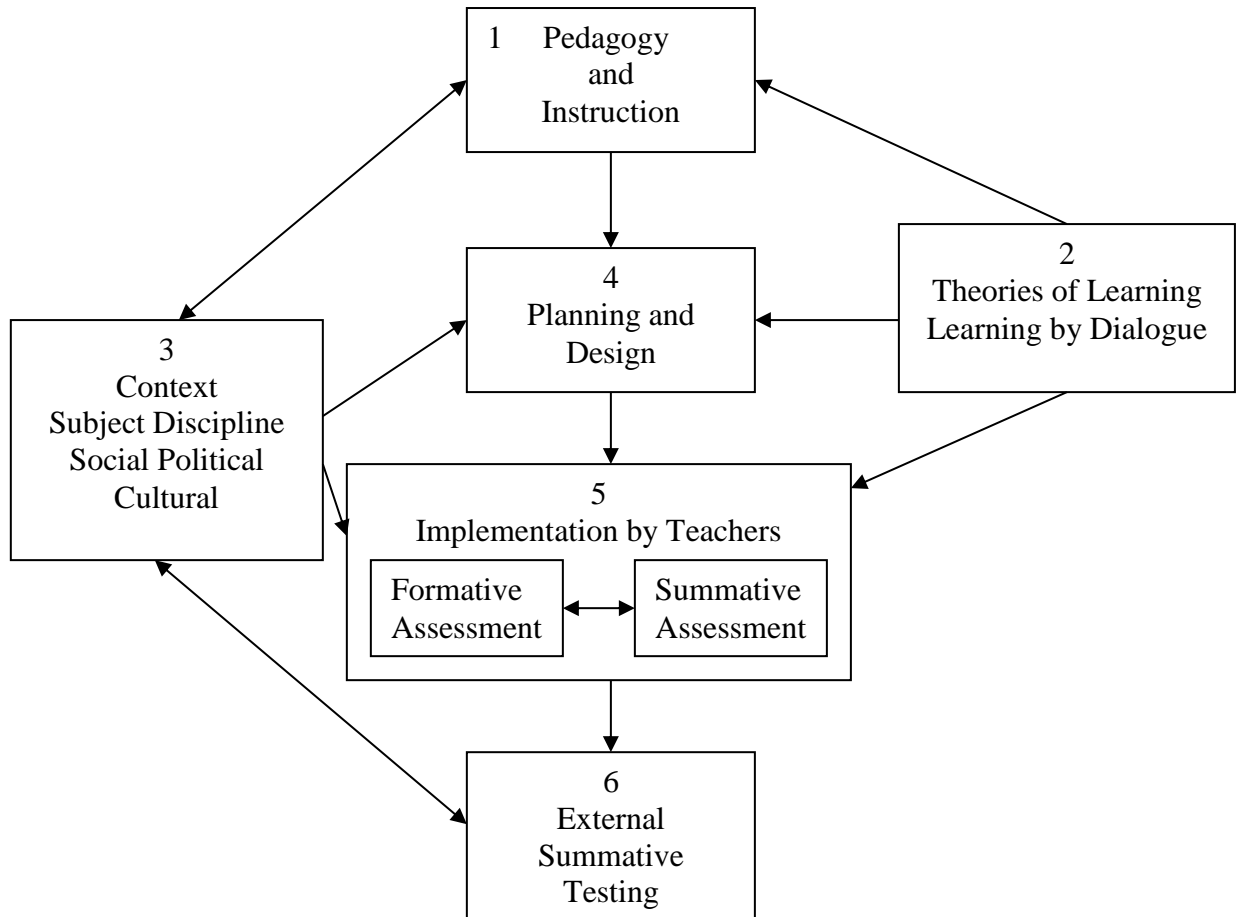 1 Pedagogy
and
Instruction
2
Theories of Learning
Learning by Dialogue
3
Context
Subject Discipline
Social Political
Cultural
4
Planning and
Design
5
Implementation by Teachers
Formative
Assessment
Summative
Assessment
6
External
Summative
Testing